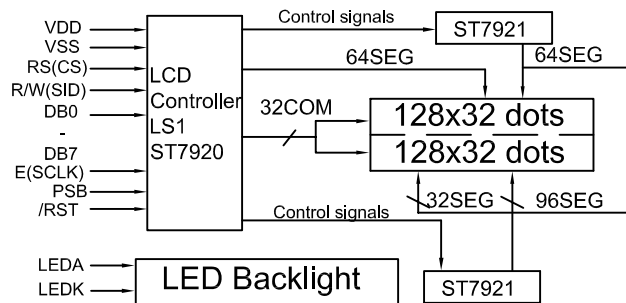 VDD
VSS
RS(CS)
R/W(SID)
DB0
-
DB7
E(SCLK)
PSB
/RST
LCD
Controller
LS1
ST7920
Control signals
ST7921
64SEG
64SEG
32COM
128x32 dots
128x32 dots
32SEG
96SEG
Control signals
ST7921
LEDA
LEDK
LED Backlight